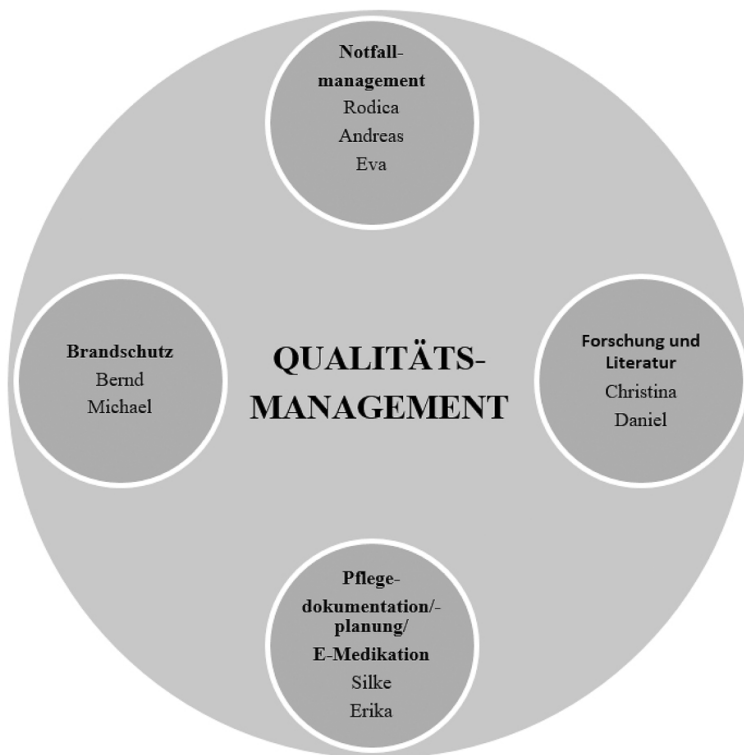 Notfall-
management
Rodica
Andreas
Eva
Brandschutz
Bernd
Michael
QUALITÄTS-
MANAGEMENT
Forschung und
Literatur
Christina
Daniel
Pflege-
dokumentation/-
planung/
E-Medikation
Silke
Erika